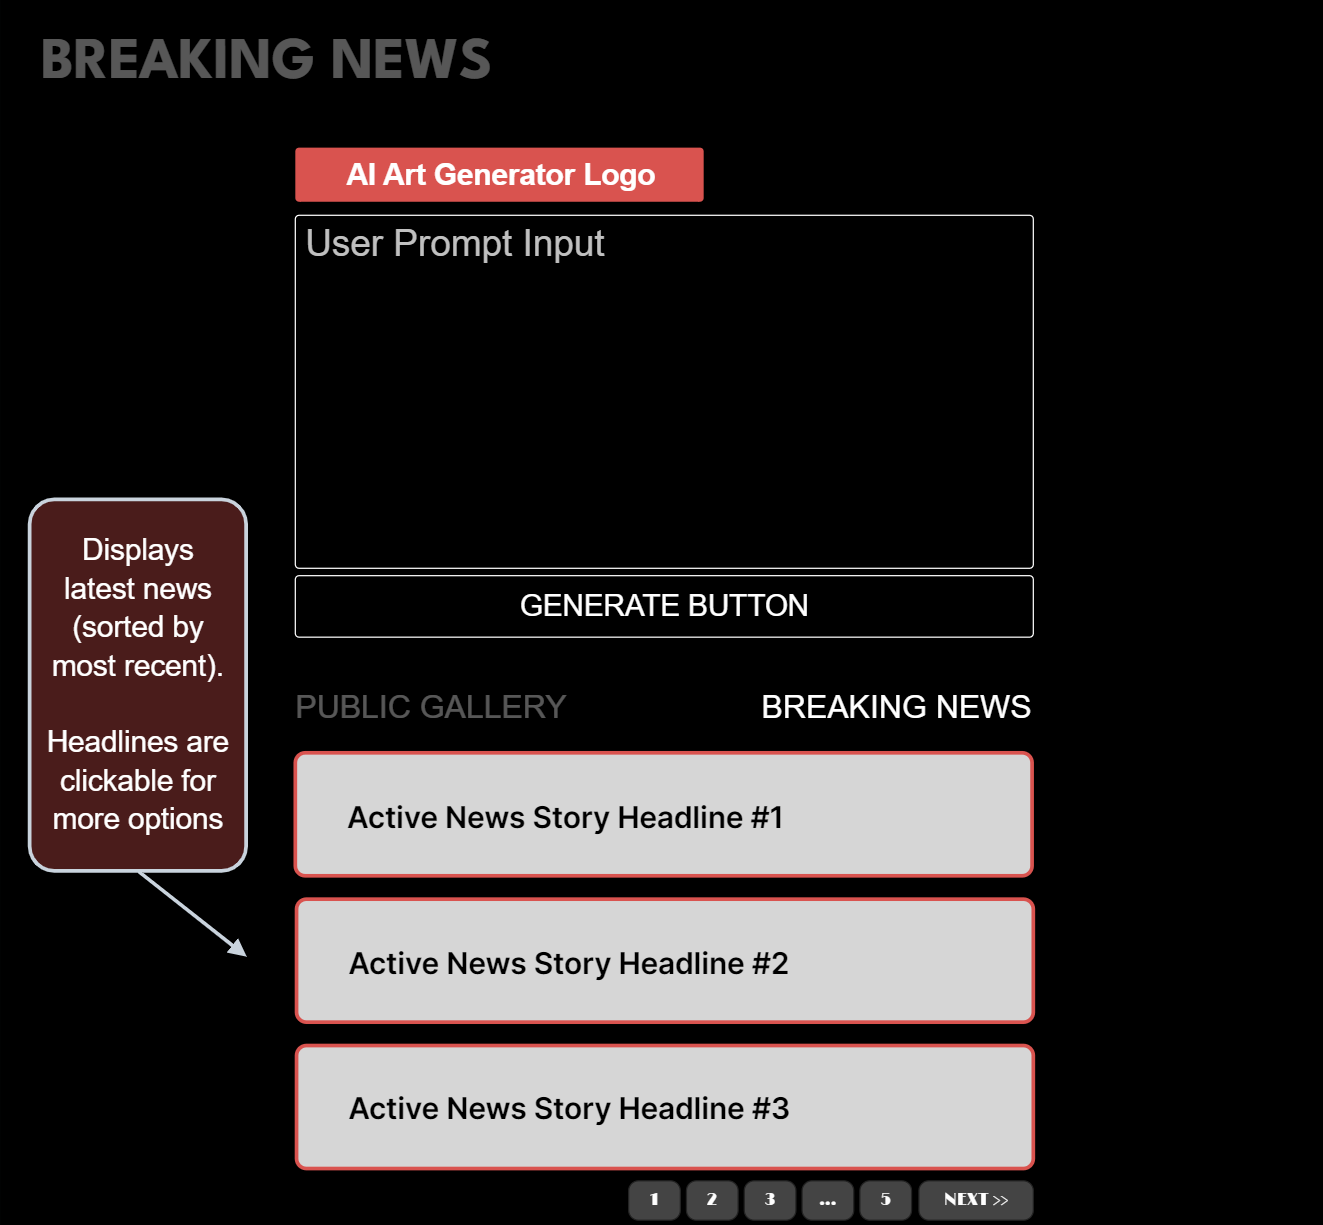 BREAKING NEWS
AI Art Generator Logo
User Prompt Input
GENERATE BUTTON
Displays
latest news
(sorted by
most recent).
Headlines are
clickable for
more options
PUBLIC GALLERY
BREAKING NEWS
Active News Story Headline #1
Active News Story Headline #2
Active News Story Headline #3
1 2 3 ... 5 NEXT >>